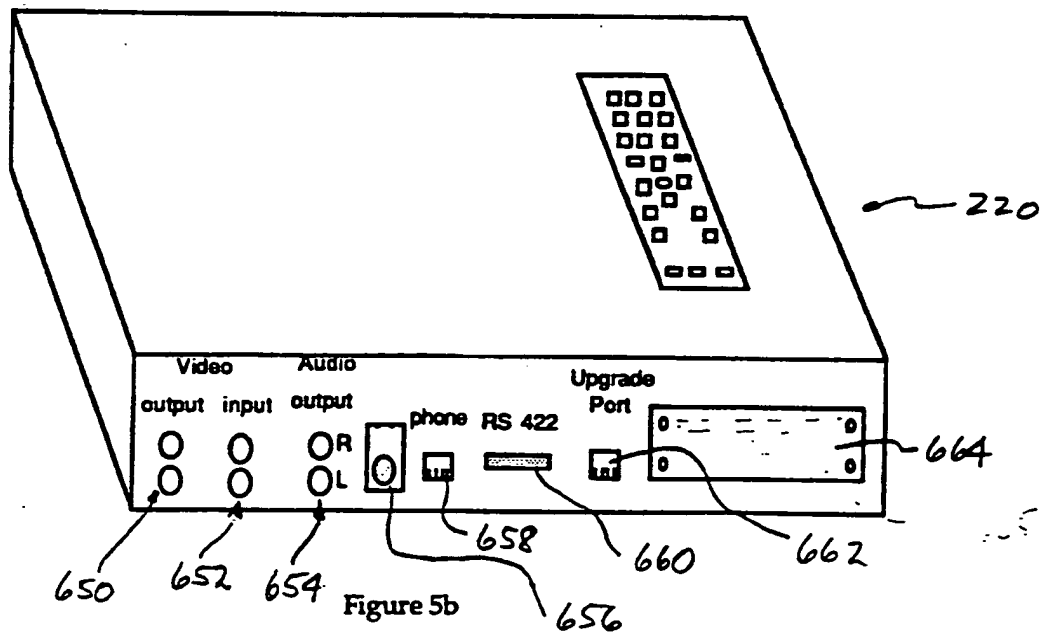 220
Video
Audio
output
input
output
phone
RS 422
Upgrade
Port
R
L
664
650
652
654
658
660
662
Figure 5b
656